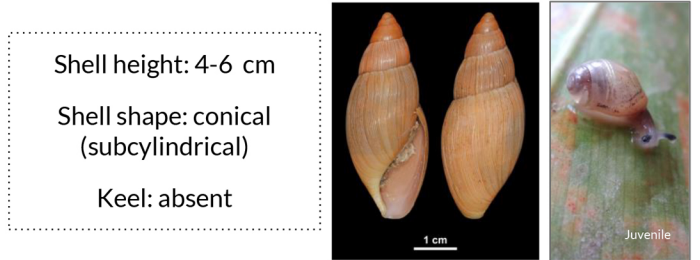 Shell height: 4-6 cm
Shell shape: conical
(subcylindrical)
Keel: absent
1 cm
Juvenile